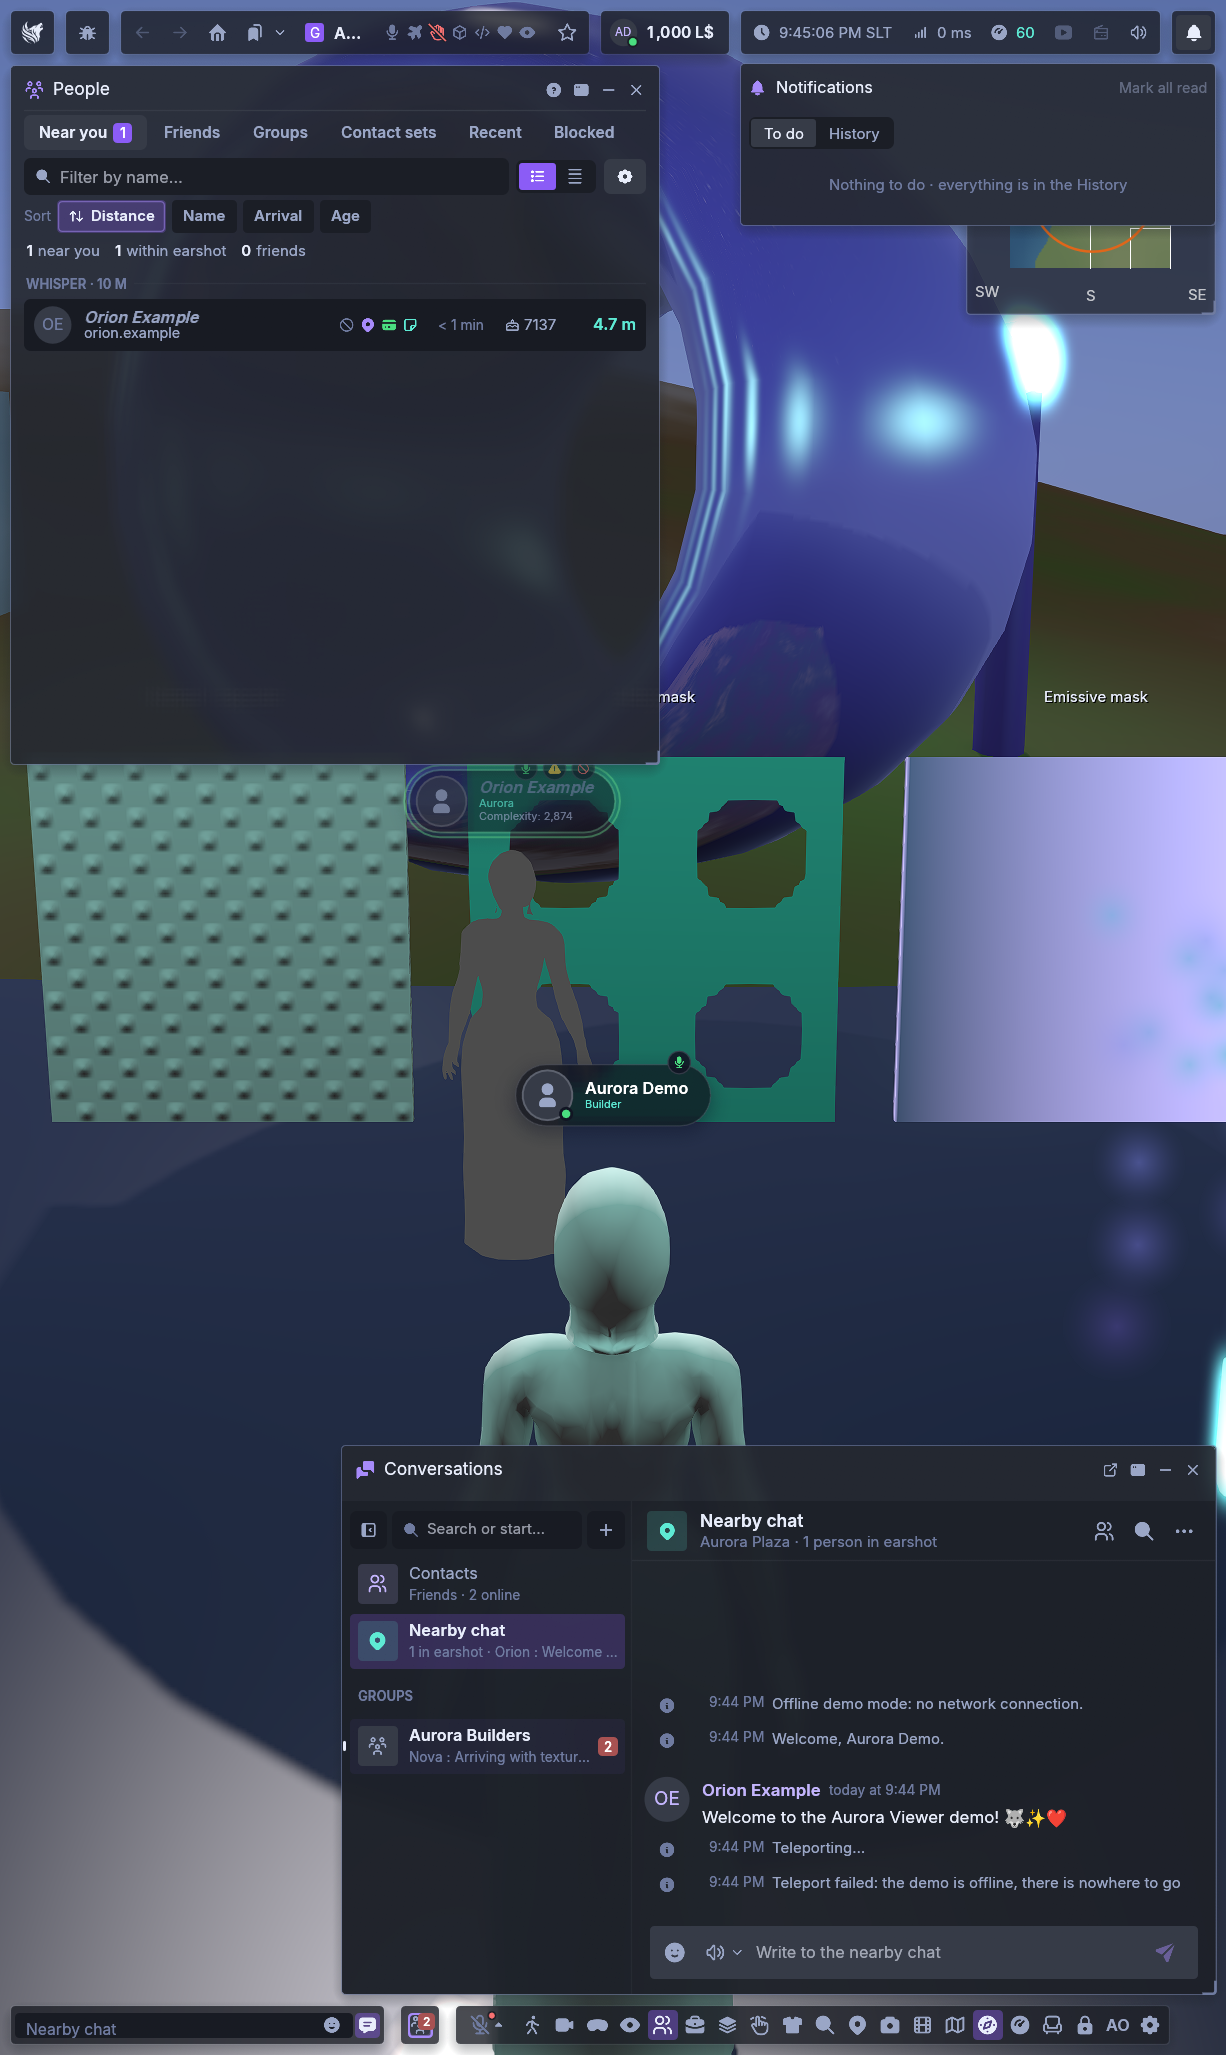 G A... AD 1,000 L$ 9:45:06 PM SLT 0 ms 60
People
Near you 1 Friends Groups Contact sets Recent Blocked
Filter by name...
Sort Distance Name Arrival Age
1 near you 1 within earshot 0 friends
WHISPER · 10 M
OE Orion Example
orion.example
< 1 min 7137 4.7 m
Notifications Mark all read
To do History
Nothing to do · everything is in the History
SW S SE
mask
Emissive mask
Orion Example
Aurora
Complexity: 2,874
Aurora Demo
Builder
Conversations
Search or start...
Contacts
Friends · 2 online
Nearby chat
1 in earshot · Orion : Welcome ...
GROUPS
Aurora Builders
Nova : Arriving with textur... 2
Nearby chat
Aurora Plaza · 1 person in earshot
9:44 PM Offline demo mode: no network connection.
9:44 PM Welcome, Aurora Demo.
OE Orion Example today at 9:44 PM
Welcome to the Aurora Viewer demo! 🐺✨❤️
9:44 PM Teleporting...
9:44 PM Teleport failed: the demo is offline, there is nowhere to go
Write to the nearby chat
Nearby chat 2 AO